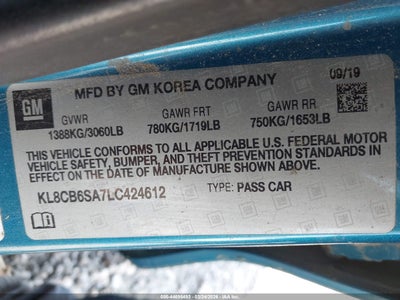 MFD BY GM KOREA COMPANY
09/19
GM
GVWR
GAWR FRT
GAWR RR
1388KG/3060LB
780KG/1719LB
750KG/1653LB
THIS VEHICLE CONFORMS TO ALL APPLICABLE U.S. FEDERAL MOTOR
VEHICLE SAFETY, BUMPER, AND THEFT PREVENTION STANDARDS IN
EFFECT ON THE DATE OF MANUFACTURE SHOWN ABOVE.
KL8CB6SA7LC424612
TYPE: PASS CAR